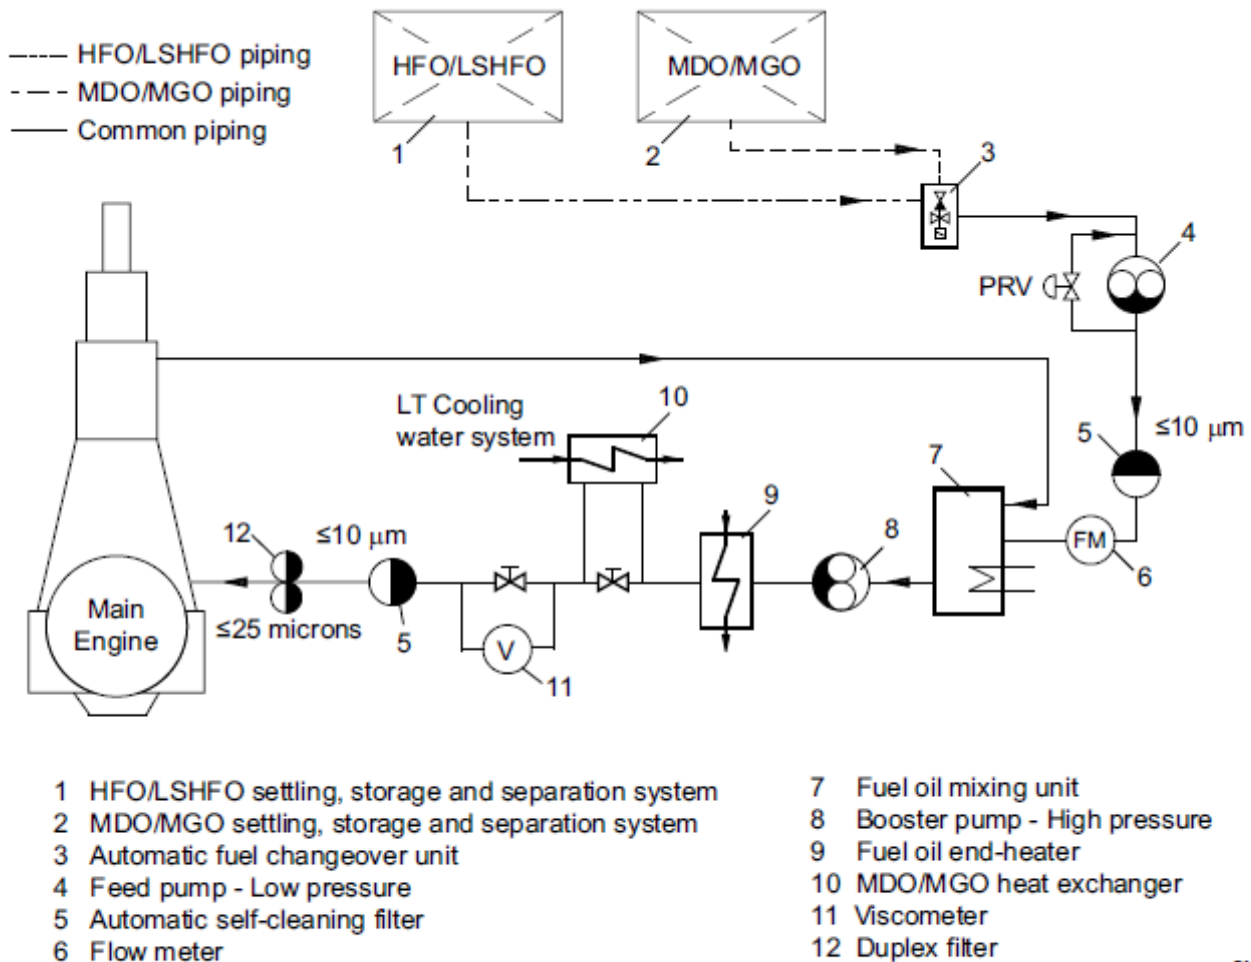 HFO/LSHFO piping
MDO/MGO piping
Common piping
HFO/LSHFO
MDO/MGO
1
2
3
4
PRV
LT Cooling
water system
10
5
≤10 µm
7
9
8
FM
6
12
≤10 µm
Main
Engine
≤25 microns
5
V
11
1 HFO/LSHFO settling, storage and separation system
2 MDO/MGO settling, storage and separation system
3 Automatic fuel changeover unit
4 Feed pump - Low pressure
5 Automatic self-cleaning filter
6 Flow meter
7 Fuel oil mixing unit
8 Booster pump - High pressure
9 Fuel oil end-heater
10 MDO/MGO heat exchanger
11 Viscometer
12 Duplex filter